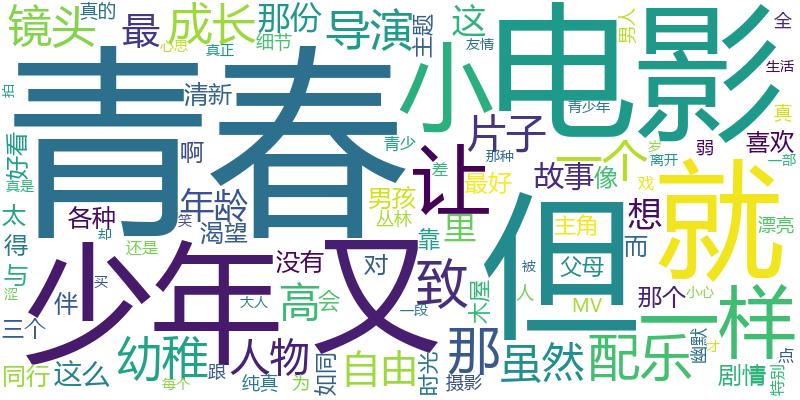 镜头
真的
最
成长
那份
细节
导演
主题
这
友情
电影
男人
全
生活
心思
真正
青春
清新
小
青少年
真
拍
好看
啊
青少
片子
那种
一个
岁
离开
弱
喜欢
一部
真是
差
让
年龄
男孩
丛林
最好
故事
像
戏
就
太
各种
笑
渴望
里
但
主角
想
漂亮
得
却
还是
靠
而
与
少年
又
没有
对
致
木屋
父母
被
人
涩
买
伴
大人
高
会
一段
那
MV
那个
小心
一样
三个
幼稚
人物
如同
自由
时光
虽然
配乐
幽默
才
点
同行
这么
每个
跟
纯真
为
摄影
剧情
特别